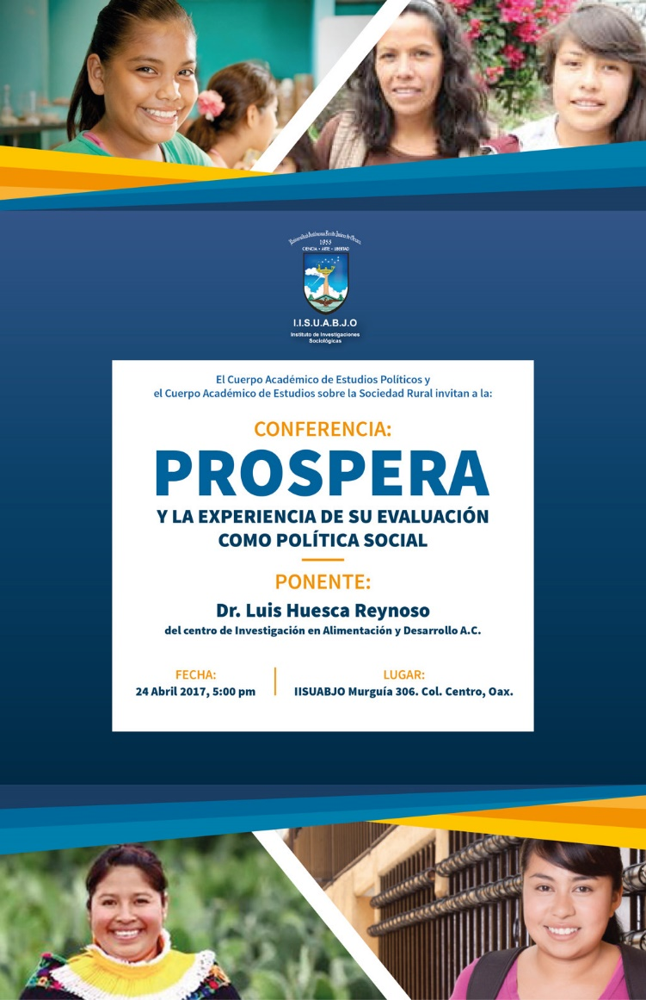 Universidad Autónoma Benito Juárez de Oaxaca
1955
CIENCIA • ARTE • LIBERTAD
I.I.S.U.A.B.J.O
Instituto de Investigaciones
Sociológicas
El Cuerpo Académico de Estudios Políticos y
el Cuerpo Académico de Estudios sobre la Sociedad Rural invitan a la:
CONFERENCIA:
PROSPERA
Y LA EXPERIENCIA DE SU EVALUACIÓN
COMO POLÍTICA SOCIAL
PONENTE:
Dr. Luis Huesca Reynoso
del centro de Investigación en Alimentación y Desarrollo A.C.
FECHA:
24 Abril 2017, 5:00 pm
LUGAR:
IISUABJO Murguía 306. Col. Centro, Oax.